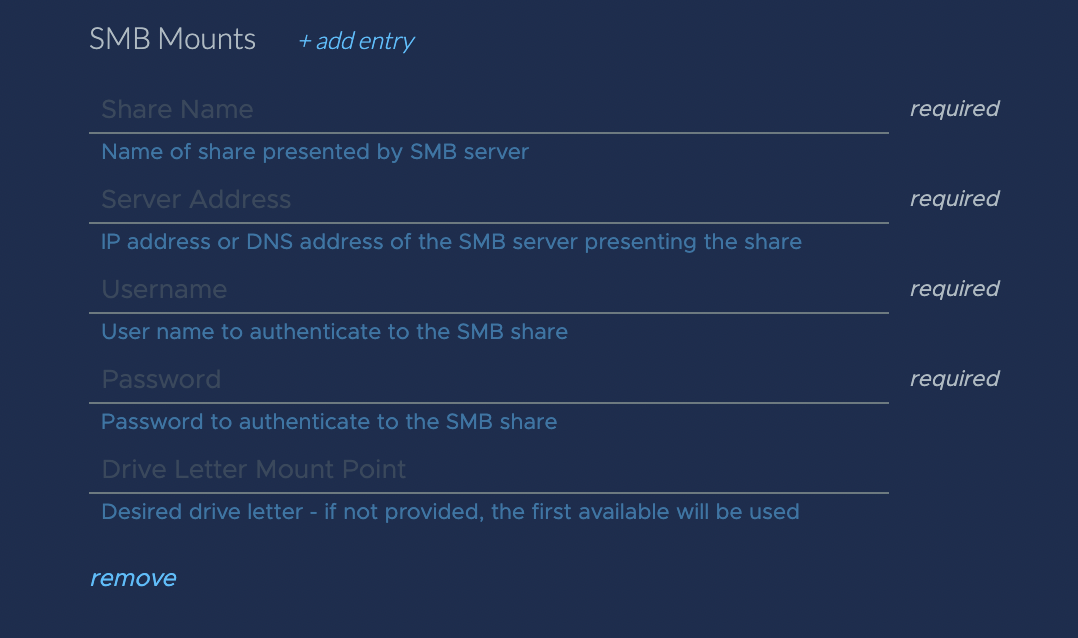 SMB Mounts + add entry
Share Name required
Name of share presented by SMB server
Server Address required
IP address or DNS address of the SMB server presenting the share
Username required
User name to authenticate to the SMB share
Password required
Password to authenticate to the SMB share
Drive Letter Mount Point
Desired drive letter - if not provided, the first available will be used
remove